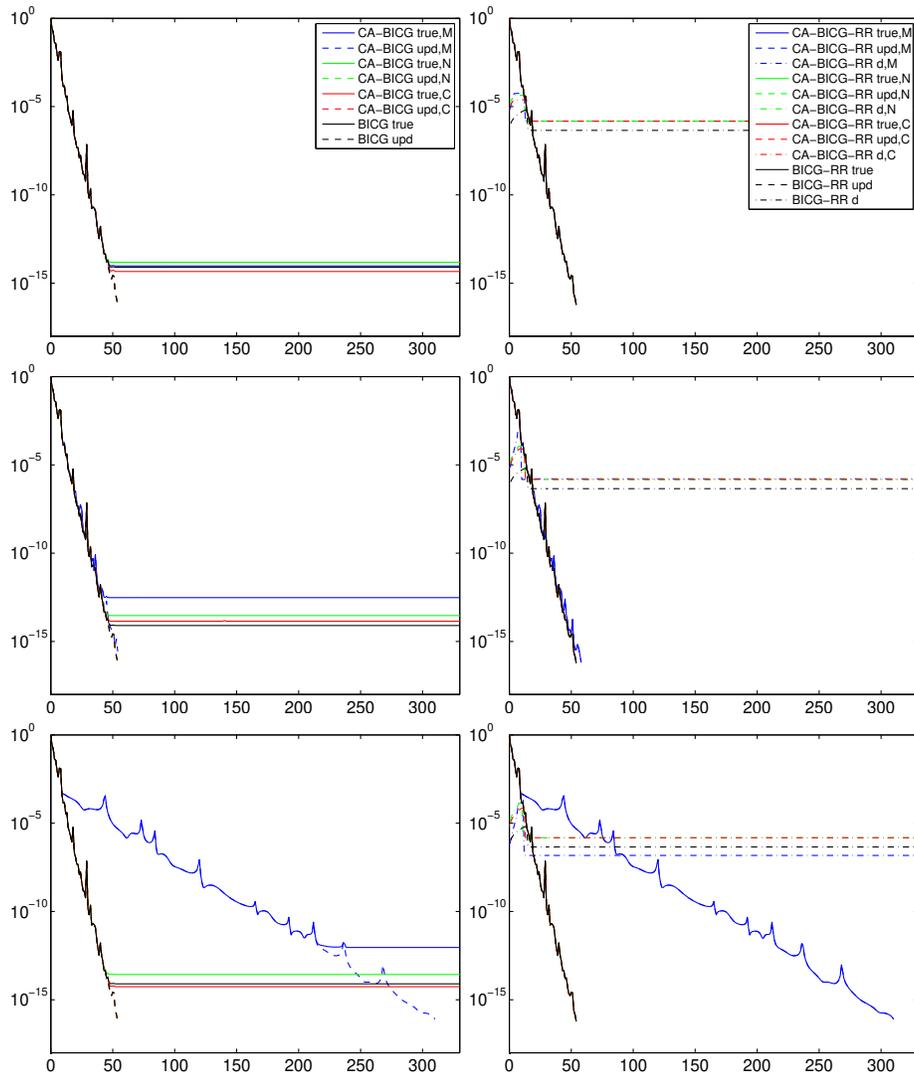 10^0
10^-5
10^-10
10^-15
0 50 100 150 200 250 300
CA-BICG true,M
CA-BICG upd,M
CA-BICG true,N
CA-BICG upd,N
CA-BICG true,C
CA-BICG upd,C
BICG true
BICG upd
10^0
10^-5
10^-10
10^-15
0 50 100 150 200 250 300
CA-BICG-RR true,M
CA-BICG-RR upd,M
CA-BICG-RR d,M
CA-BICG-RR true,N
CA-BICG-RR upd,N
CA-BICG-RR d,N
CA-BICG-RR true,C
CA-BICG-RR upd,C
CA-BICG-RR d,C
BICG-RR true
BICG-RR upd
BICG-RR d
10^0
10^-5
10^-10
10^-15
0 50 100 150 200 250 300
10^0
10^-5
10^-10
10^-15
0 50 100 150 200 250 300
10^0
10^-5
10^-10
10^-15
0 50 100 150 200 250 300
10^0
10^-5
10^-10
10^-15
0 50 100 150 200 250 300